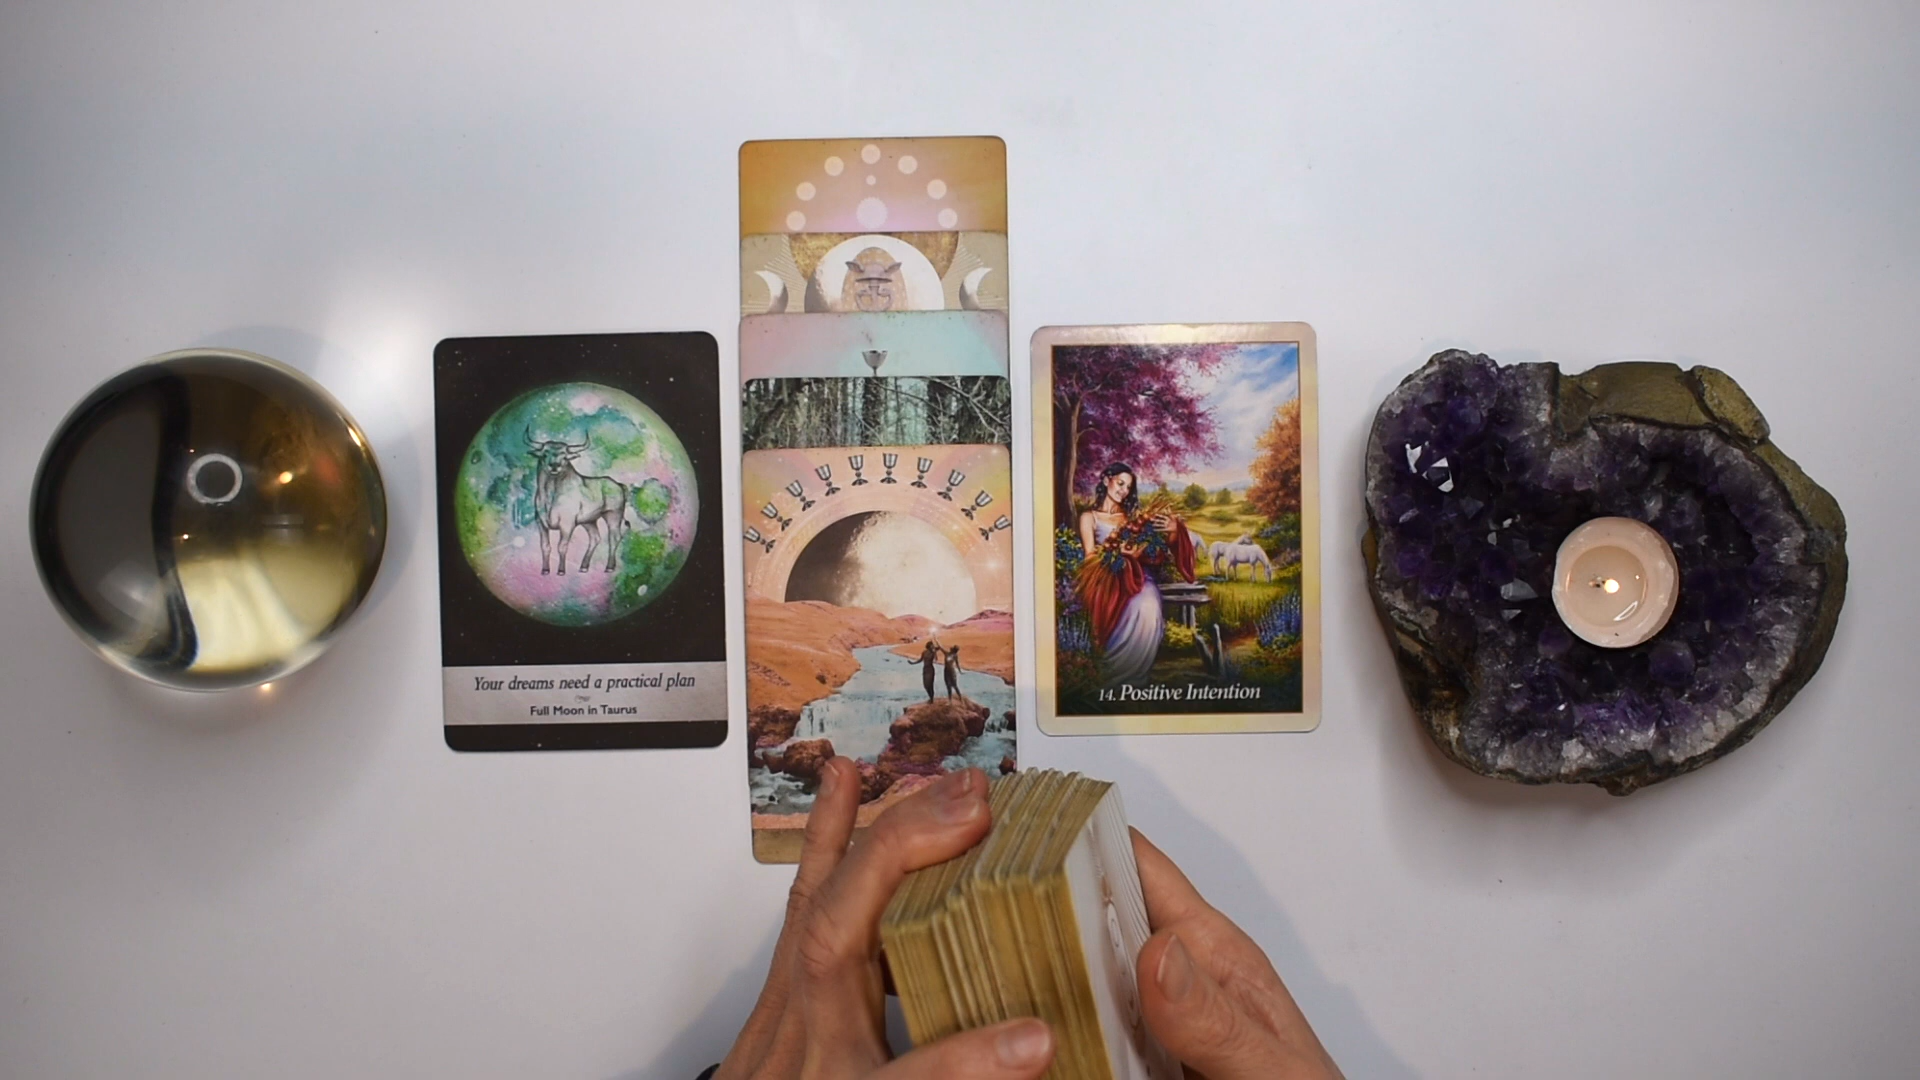 Your dreams need a practical plan
Full Moon in Taurus
14. Positive Intention